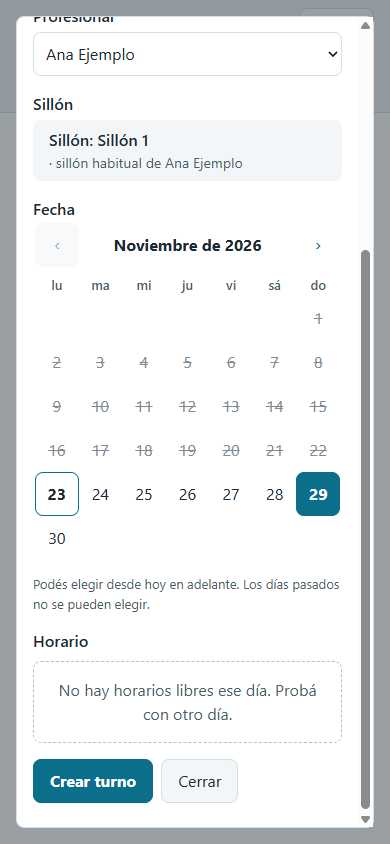 Profesional
Ana Ejemplo
Sillón
Sillón: Sillón 1
· sillón habitual de Ana Ejemplo
Fecha
‹ Noviembre de 2026 ›
lu ma mi ju vi sá do
1
2 3 4 5 6 7 8
9 10 11 12 13 14 15
16 17 18 19 20 21 22
23 24 25 26 27 28 29
30
Podés elegir desde hoy en adelante. Los días pasados
no se pueden elegir.
Horario
No hay horarios libres ese día. Probá
con otro día.
Crear turno Cerrar